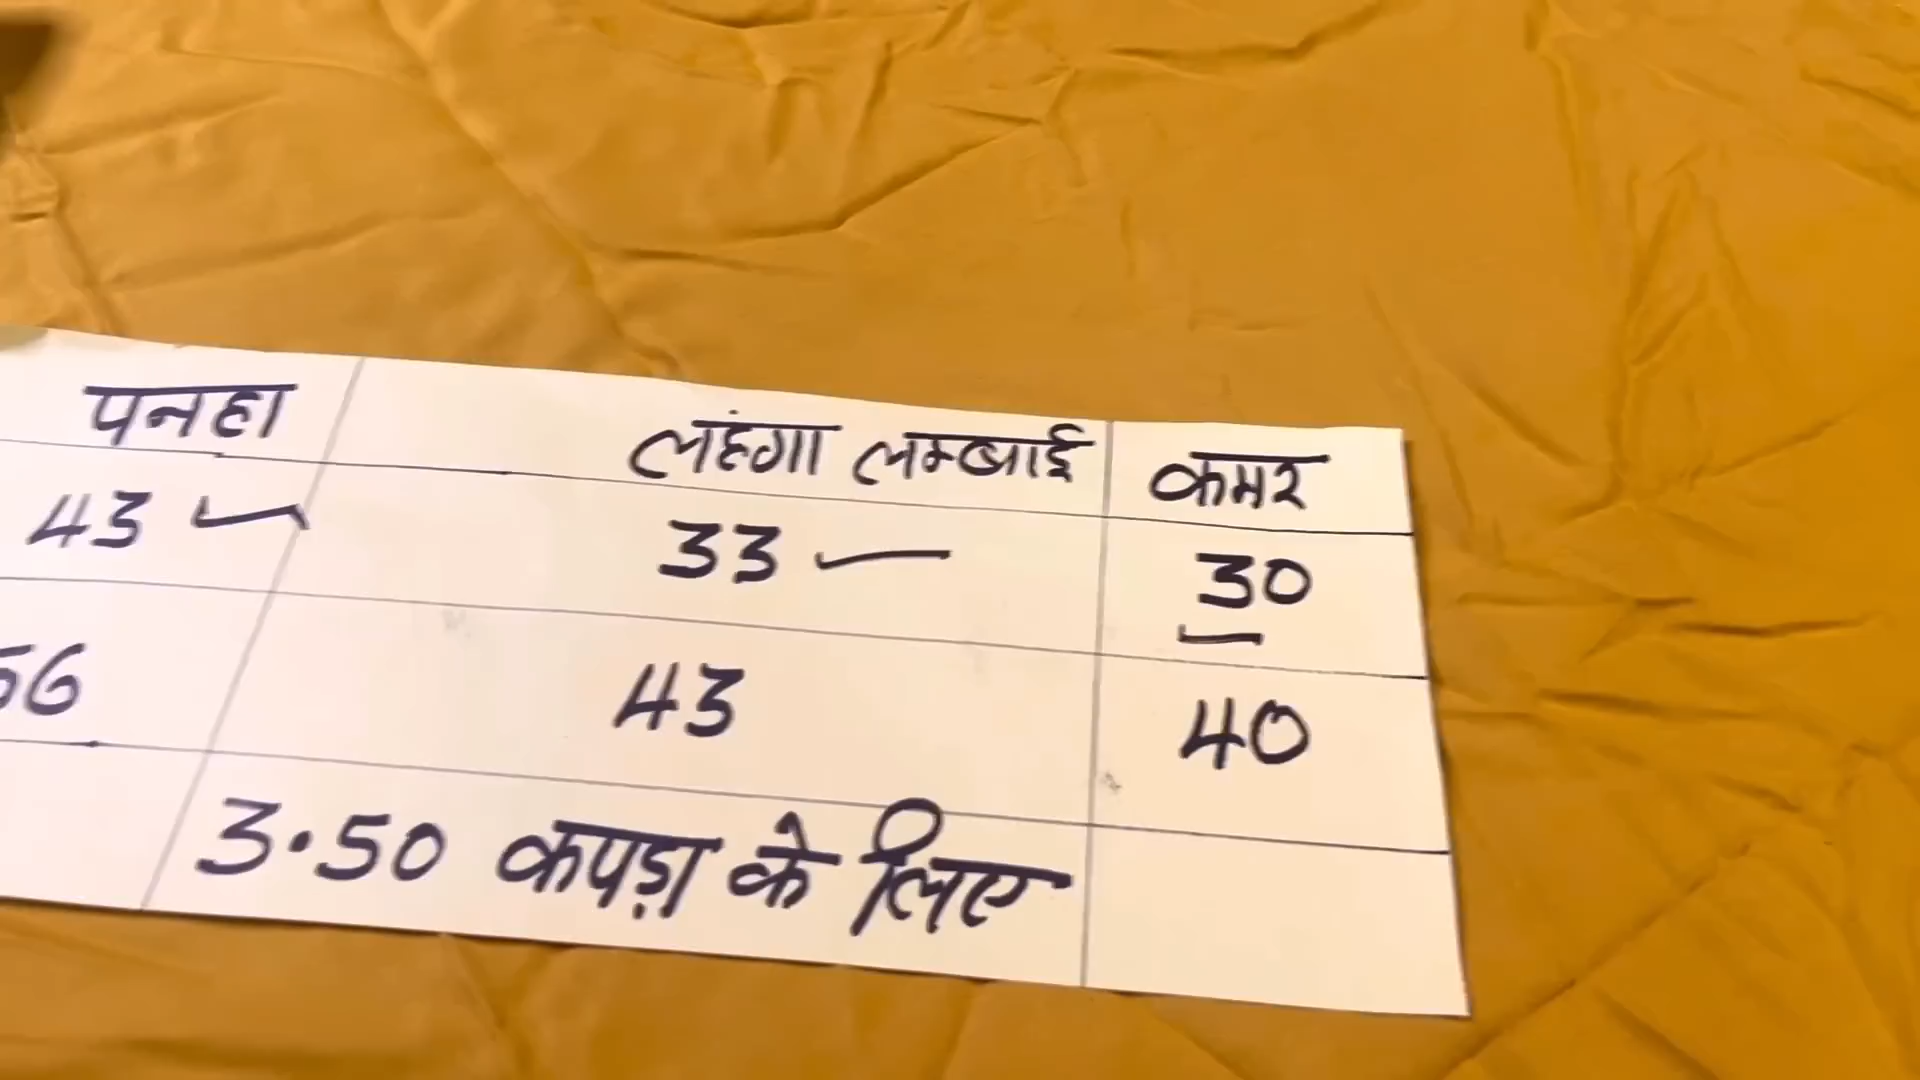 पनहा लहंगा लम्बाई कमर
43 33 30
56 43 40
3.50 कपड़ा के लिए